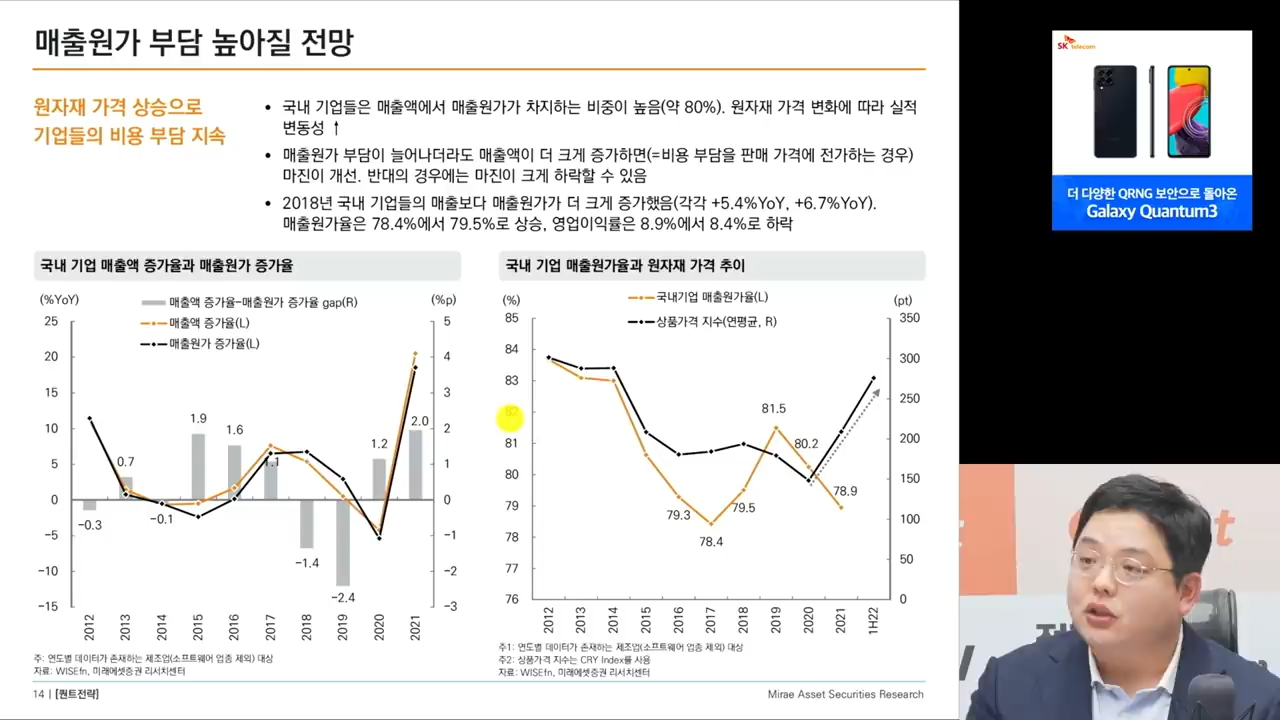 매출원가 부담 높아질 전망
원자재 가격 상승으로
기업들의 비용 부담 지속
• 국내 기업들은 매출액에서 매출원가가 차지하는 비중이 높음(약 80%). 원자재 가격 변화에 따라 실적
변동성 ↑
• 매출원가 부담이 늘어나더라도 매출액이 더 크게 증가하면(=비용 부담을 판매 가격에 전가하는 경우)
마진이 개선. 반대의 경우에는 마진이 크게 하락할 수 있음
• 2018년 국내 기업들의 매출보다 매출원가가 더 크게 증가했음(각각 +5.4%YoY, +6.7%YoY).
매출원가율은 78.4%에서 79.5%로 상승, 영업이익률은 8.9%에서 8.4%로 하락
국내 기업 매출액 증가율과 매출원가 증가율
(%YoY)
(%p)
매출액 증가율-매출원가 증가율 gap(R)
매출액 증가율(L)
매출원가 증가율(L)
25
20
15
10
5
0
-5
-10
-15
5
4
3
2
1
0
-1
-2
-3
-0.3
0.7
-0.1
1.9
1.6
1.1
-1.4
-2.4
1.2
2.0
2012
2013
2014
2015
2016
2017
2018
2019
2020
2021
주: 연도별 데이터가 존재하는 제조업(소프트웨어 업종 제외) 대상
자료: WISEfn, 미래에셋증권 리서치센터
국내 기업 매출원가율과 원자재 가격 추이
(%)
(pt)
국내기업 매출원가율(L)
상품가격 지수(연평균, R)
85
84
83
82
81
80
79
78
77
76
350
300
250
200
150
100
50
0
79.3
78.4
79.5
81.5
80.2
78.9
2012
2013
2014
2015
2016
2017
2018
2019
2020
2021
1H22
주1: 연도별 데이터가 존재하는 제조업(소프트웨어 업종 제외) 대상
주2: 상품가격 지수는 CRY Index를 사용
자료: WISEfn, 미래에셋증권 리서치센터
14 | [퀀트전략]
Mirae Asset Securities Research
SK telecom
더 다양한 QRNG 보안으로 돌아온
Galaxy Quantum3